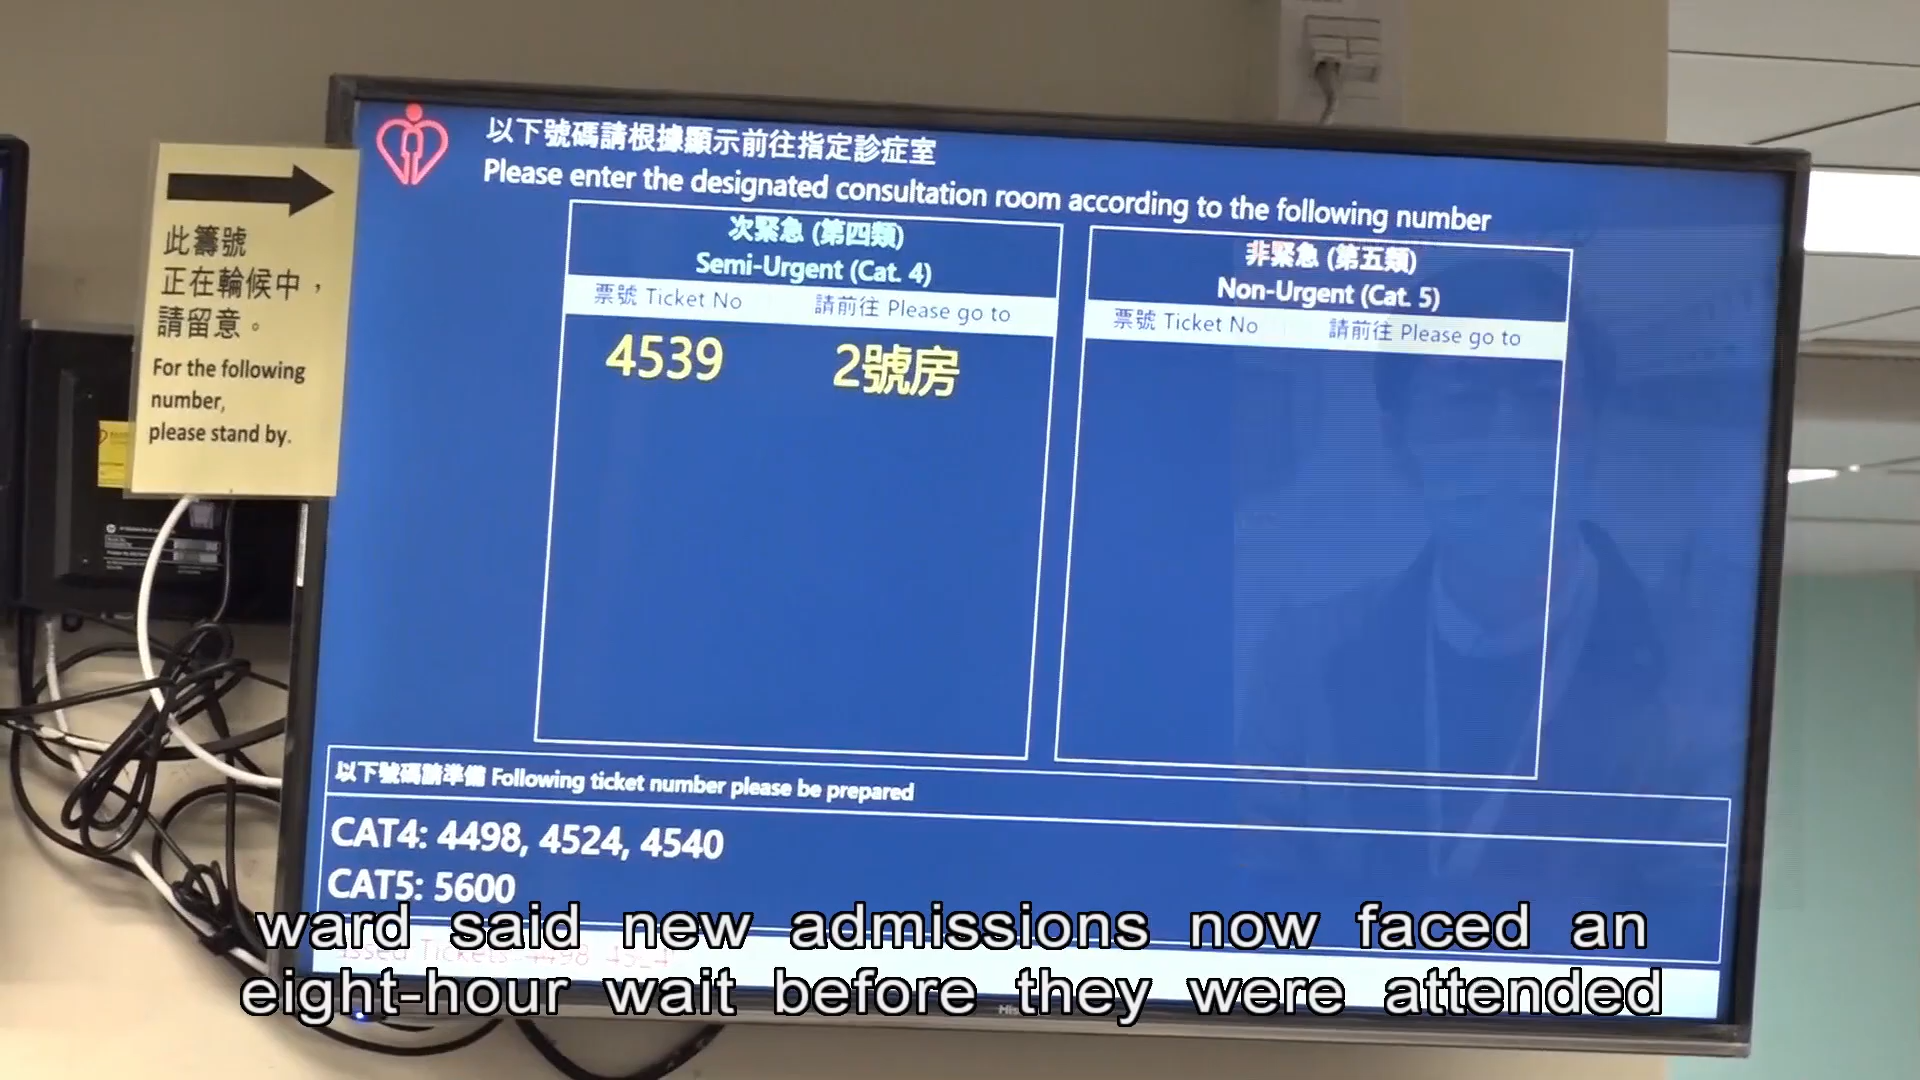 以下號碼請根據顯示前往指定診症室
Please enter the designated consultation room according to the following number
此籌號
正在輪候中，
請留意。
For the following
number,
please stand by.
次緊急 (第四類)
Semi-Urgent (Cat. 4)
票號 Ticket No 請前往 Please go to
4539 2號房
非緊急 (第五類)
Non-Urgent (Cat. 5)
票號 Ticket No 請前往 Please go to
以下號碼請準備 Following ticket number please be prepared
CAT4: 4498, 4524, 4540
CAT5: 5600
ward said new admissions now faced an
eight-hour wait before they were attended